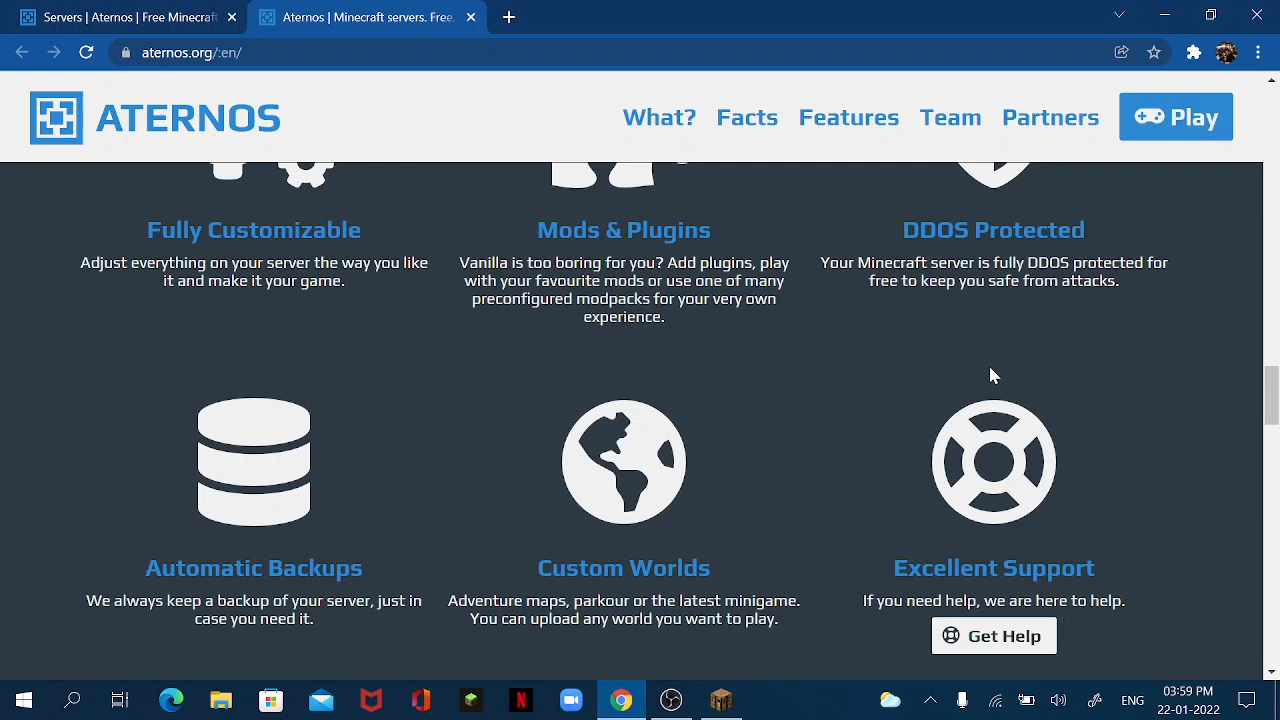 Servers | Aternos | Free Minecraft
Aternos | Minecraft servers. Free.
aternos.org/:en/
ATERNOS
What?
Facts
Features
Team
Partners
Play
Fully Customizable
Mods & Plugins
DDOS Protected
Adjust everything on your server the way you like
it and make it your game.
Vanilla is too boring for you? Add plugins, play
with your favourite mods or use one of many
preconfigured modpacks for your very own
experience.
Your Minecraft server is fully DDOS protected for
free to keep you safe from attacks.
Automatic Backups
Custom Worlds
Excellent Support
We always keep a backup of your server, just in
case you need it.
Adventure maps, parkour or the latest minigame.
You can upload any world you want to play.
If you need help, we are here to help.
Get Help
N
ENG
03:59 PM
22-01-2022